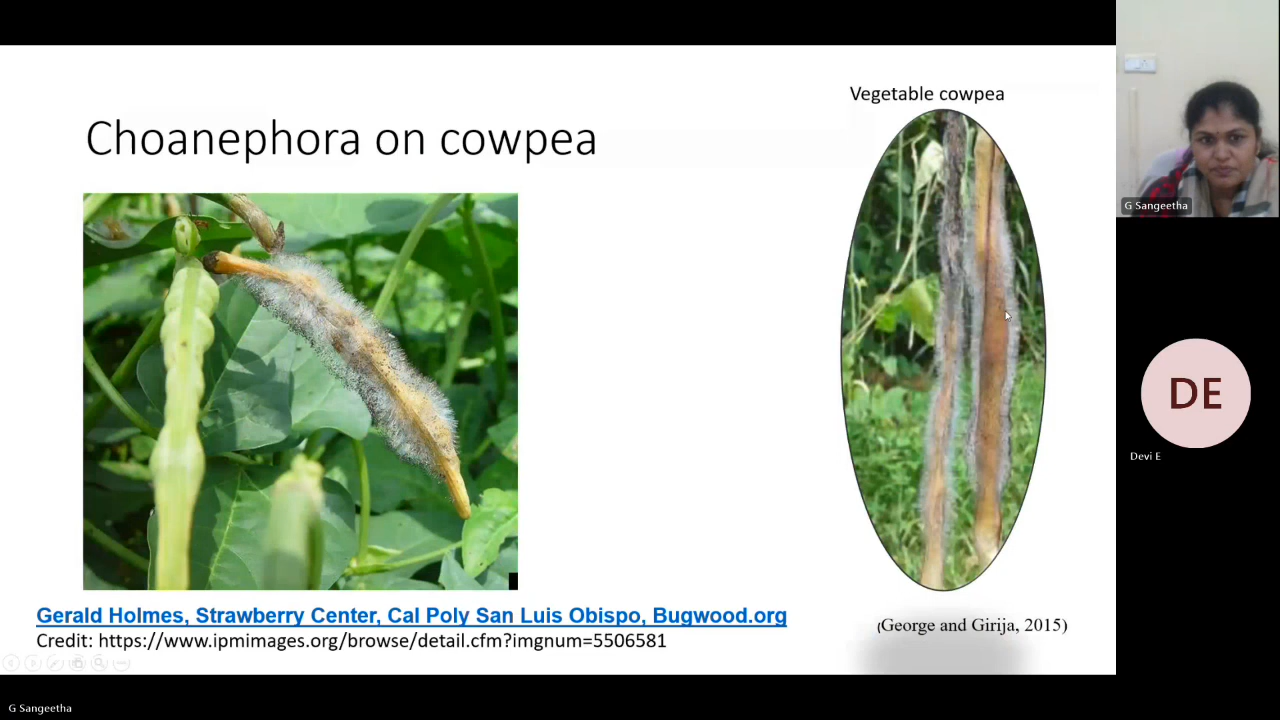 Vegetable cowpea
Choanephora on cowpea
G Sangeetha
DE
Devi E
Gerald Holmes, Strawberry Center, Cal Poly San Luis Obispo, Bugwood.org
Credit: https://www.ipmimages.org/browse/detail.cfm?imgnum=5506581
(George and Girija, 2015)
G Sangeetha